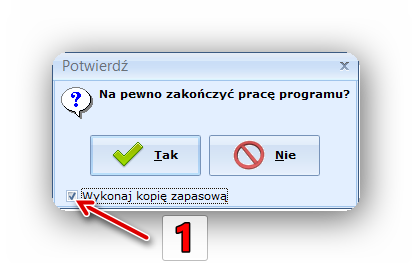 Potwierdź
Na pewno zakończyć pracę programu?
Tak
Nie
Wykonaj kopię zapasową
1